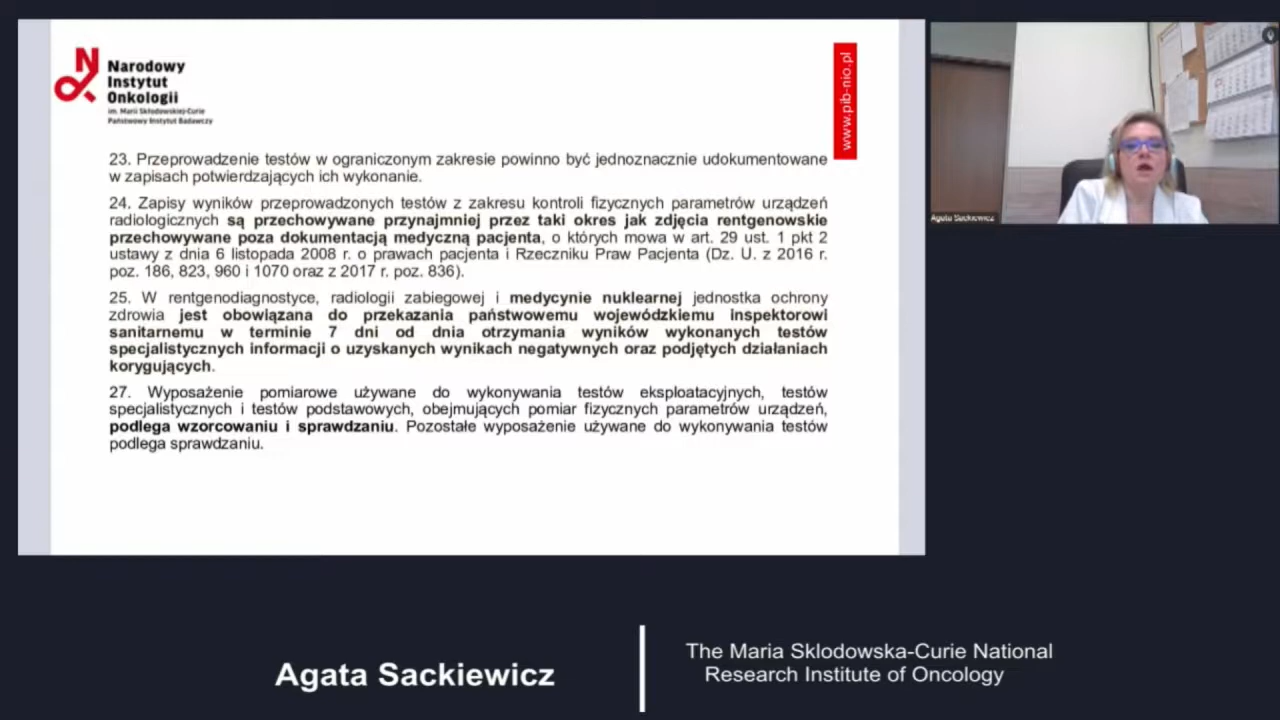 Narodowy
Instytut
Onkologii
im. Marii Skłodowskiej-Curie
Państwowy Instytut Badawczy
www.pib-nio.pl
23. Przeprowadzenie testów w ograniczonym zakresie powinno być jednoznacznie udokumentowane
w zapisach potwierdzających ich wykonanie.
24. Zapisy wyników przeprowadzonych testów z zakresu kontroli fizycznych parametrów urządzeń
radiologicznych są przechowywane przynajmniej przez taki okres jak zdjęcia rentgenowskie
przechowywane poza dokumentacją medyczną pacjenta, o których mowa w art. 29 ust. 1 pkt 2
ustawy z dnia 6 listopada 2008 r. o prawach pacjenta i Rzeczniku Praw Pacjenta (Dz. U. z 2016 r.
poz. 186, 823, 960 i 1070 oraz z 2017 r. poz. 836).
25. W rentgenodiagnostyce, radiologii zabiegowej i medycynie nuklearnej jednostka ochrony
zdrowia jest obowiązana do przekazania państwowemu wojewódzkiemu inspektorowi
sanitarnemu w terminie 7 dni od dnia otrzymania wyników wykonanych testów
specjalistycznych informacji o uzyskanych wynikach negatywnych oraz podjętych działaniach
korygujących.
27. Wyposażenie pomiarowe używane do wykonywania testów eksploatacyjnych, testów
specjalistycznych i testów podstawowych, obejmujących pomiar fizycznych parametrów urządzeń,
podlega wzorcowaniu i sprawdzaniu. Pozostałe wyposażenie używane do wykonywania testów
podlega sprawdzaniu.
Agata Sackiewicz
Agata Sackiewicz
The Maria Sklodowska-Curie National
Research Institute of Oncology